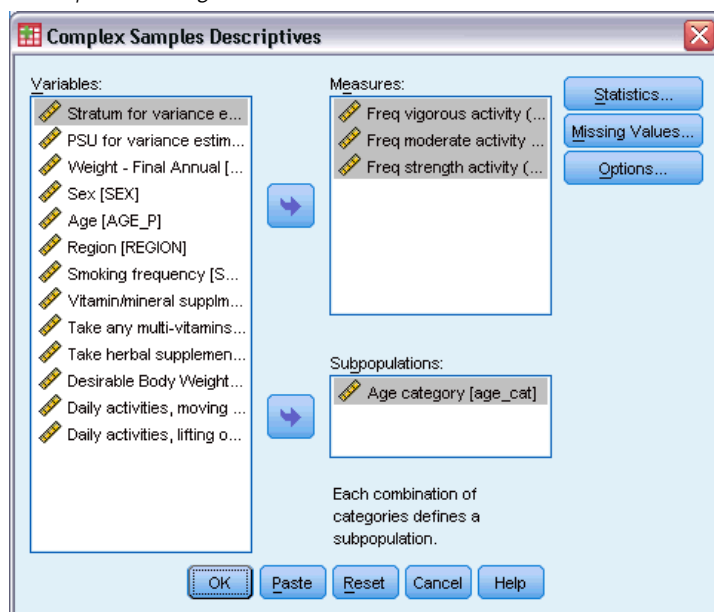 Complex Samples Descriptives
Variables:
Stratum for variance e...
PSU for variance estim...
Weight - Final Annual [...
Sex [SEX]
Age [AGE_P]
Region [REGION]
Smoking frequency [S...
Vitamin/mineral supplm...
Take any multi-vitamins...
Take herbal supplemen...
Desirable Body Weight...
Daily activities, moving ...
Daily activities, lifting o...
Measures:
Freq vigorous activity (...
Freq moderate activity ...
Freq strength activity (...
Subpopulations:
Age category [age_cat]
Each combination of
categories defines a
subpopulation.
Statistics...
Missing Values...
Options...
OK Paste Reset Cancel Help